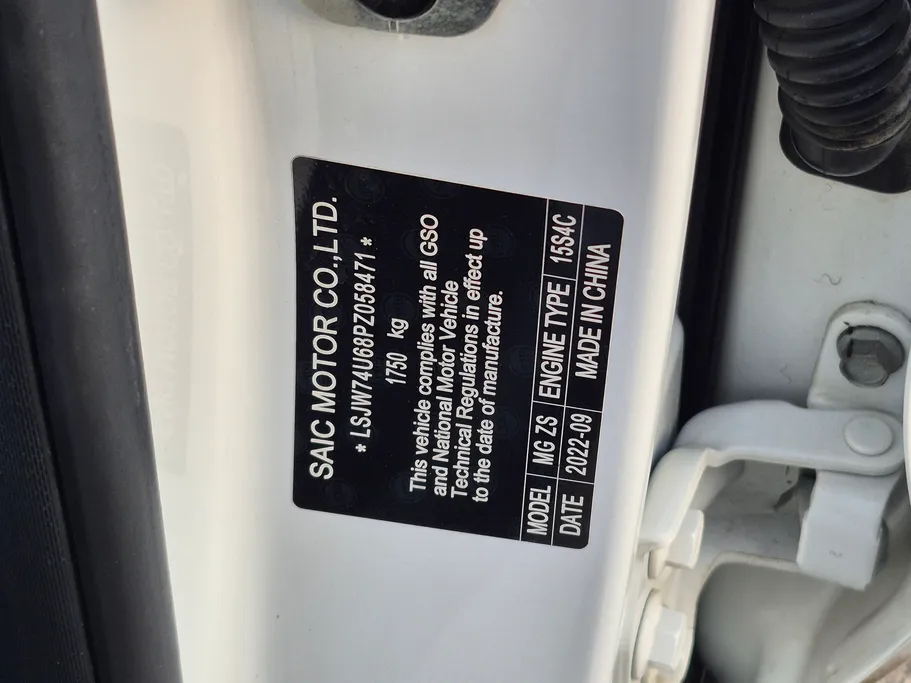 SAIC MOTOR CO.,LTD.
* LSJW74U68PZ058471 *
1750 kg
This vehicle complies with all GSO
and National Motor Vehicle
Technical Regulations in effect up
to the date of manufacture.
MODEL MG ZS ENGINE TYPE 15S4C
DATE 2022-09 MADE IN CHINA